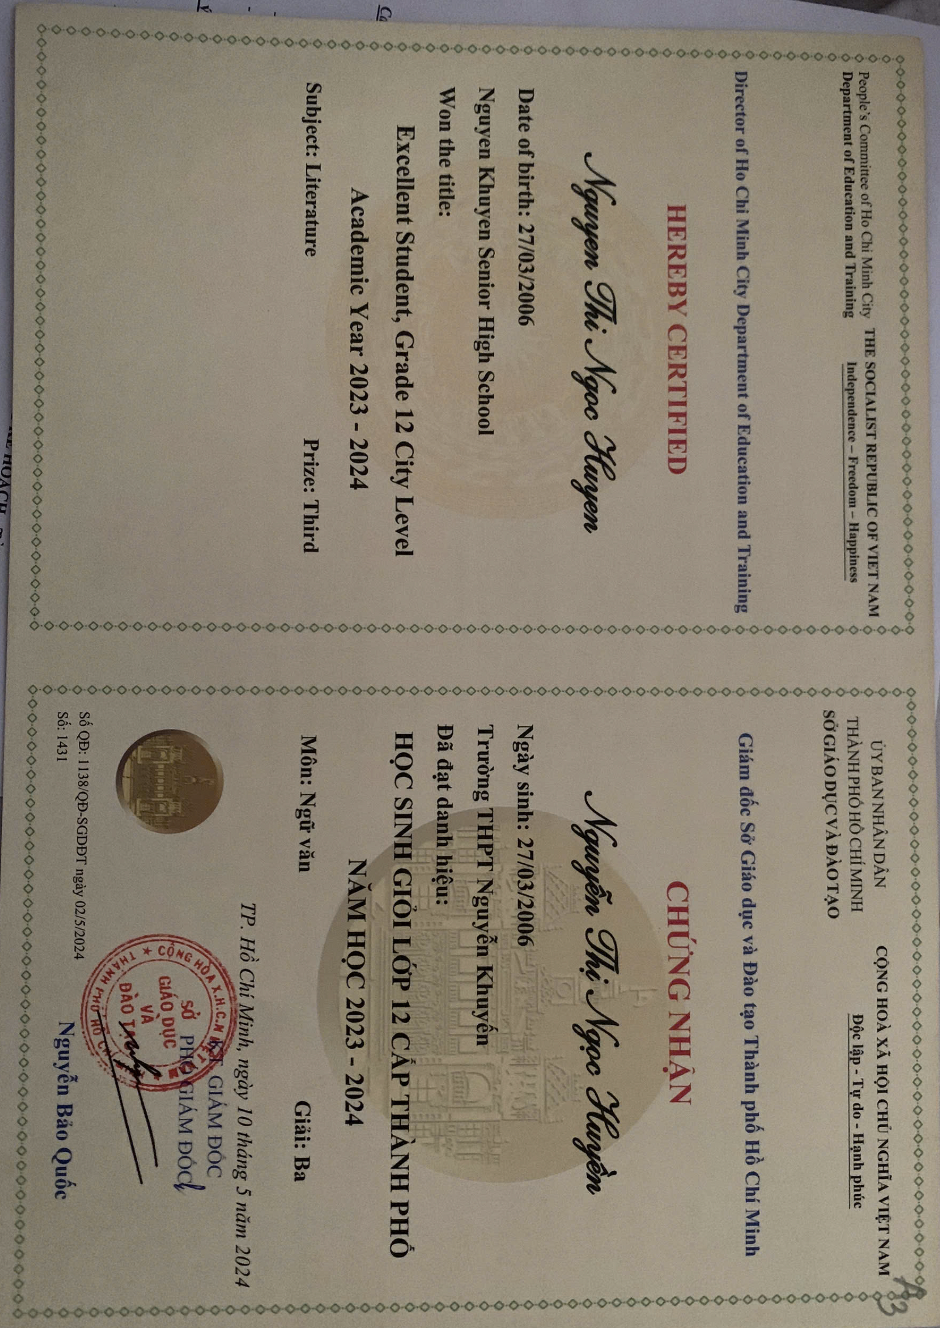 People's Committee of Ho Chi Minh City
Department of Education and Training
THE SOCIALIST REPUBLIC OF VIET NAM
Independence – Freedom – Happiness
Director of Ho Chi Minh City Department of Education and Training
HEREBY CERTIFIED
Nguyen Thi Ngoc Huyen
Date of birth: 27/03/2006
Nguyen Khuyen Senior High School
Won the title:
Excellent Student, Grade 12 City Level
Academic Year 2023 - 2024
Subject: Literature Prize: Third
ỦY BAN NHÂN DÂN
THÀNH PHỐ HỒ CHÍ MINH
SỞ GIÁO DỤC VÀ ĐÀO TẠO
CỘNG HOÀ XÃ HỘI CHỦ NGHĨA VIỆT NAM
Độc lập - Tự do - Hạnh phúc
A3
Giám đốc Sở Giáo dục và Đào tạo Thành phố Hồ Chí Minh
CHỨNG NHẬN
Nguyễn Thị Ngọc Huyền
Ngày sinh: 27/03/2006
Trường THPT Nguyễn Khuyến
Đã đạt danh hiệu:
HỌC SINH GIỎI LỚP 12 CẤP THÀNH PHỐ
NĂM HỌC 2023 - 2024
Môn: Ngữ văn Giải: Ba
TP. Hồ Chí Minh, ngày 10 tháng 5 năm 2024
KT. GIÁM ĐỐC
PHÓ GIÁM ĐỐC
SỞ
GIÁO DỤC
VÀ
ĐÀO TẠO
Nguyễn Bảo Quốc
Số QĐ: 1138/QĐ-SGDĐT ngày 02/5/2024
Số: 1431